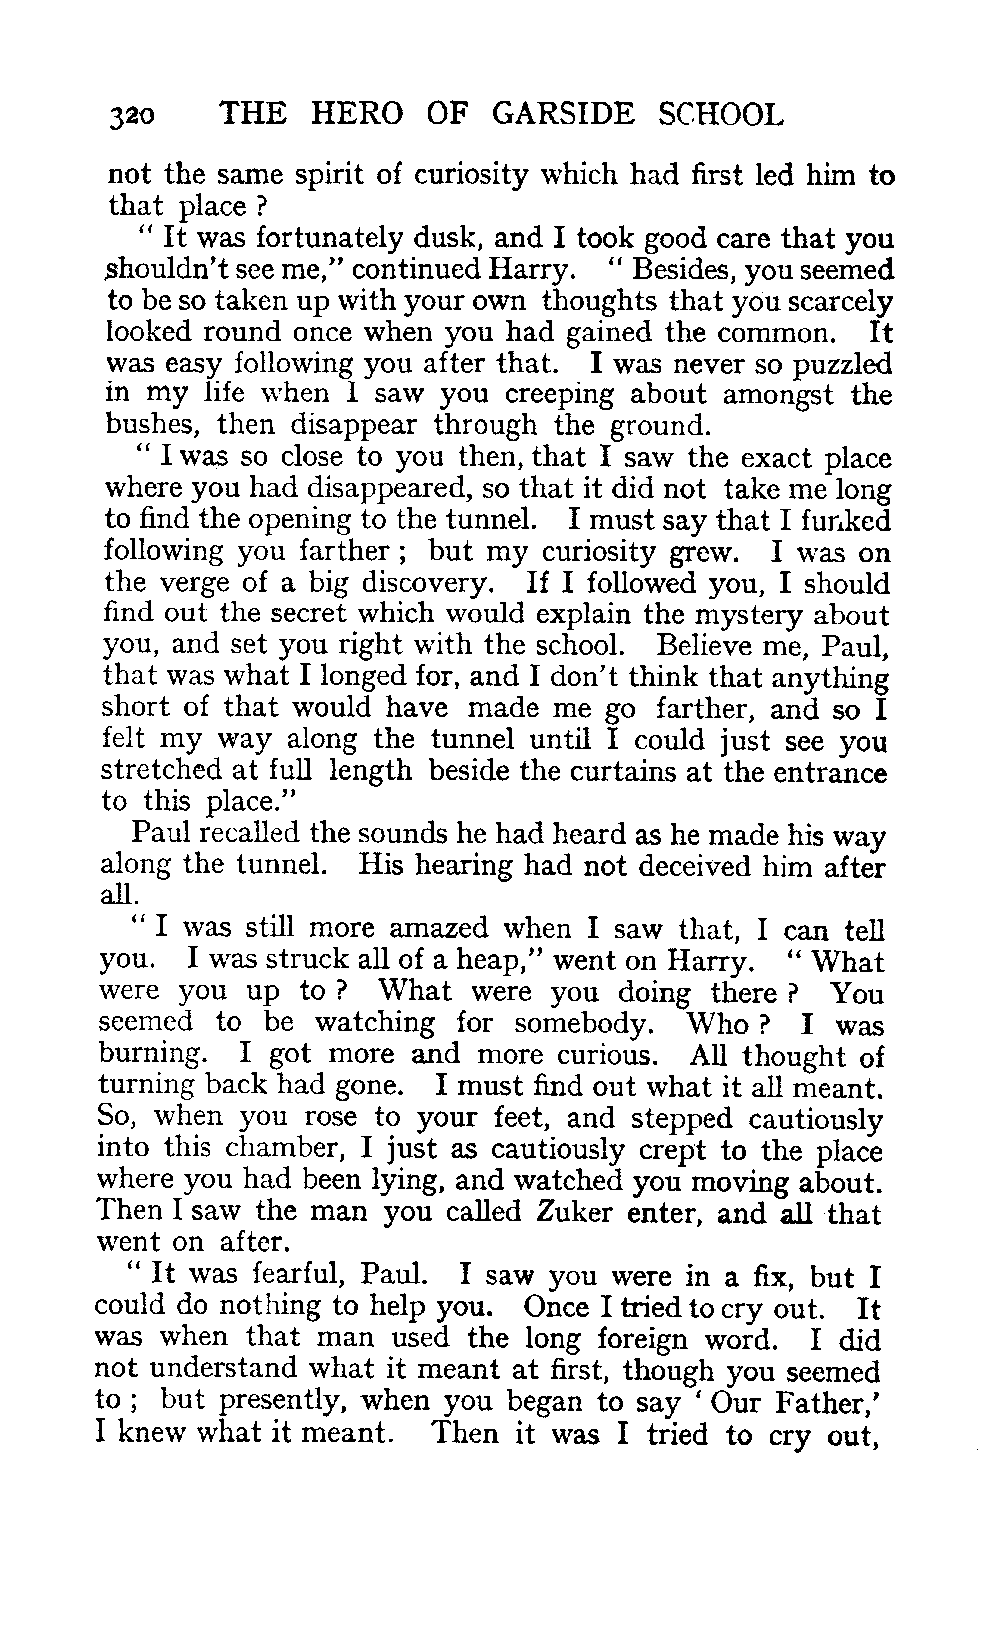 320 THE HERO OF GARSIDE SCHOOL
not the same spirit of curiosity which had first led him to
that place ?
" It was fortunately dusk, and I took good care that you
shouldn't see me," continued Harry. " Besides, you seemed
to be so taken up with your own thoughts that you scarcely
looked round once when you had gained the common. It
was easy following you after that. I was never so puzzled
in my life when I saw you creeping about amongst the
bushes, then disappear through the ground.
" I was so close to you then, that I saw the exact place
where you had disappeared, so that it did not take me long
to find the opening to the tunnel. I must say that I funked
following you farther ; but my curiosity grew. I was on
the verge of a big discovery. If I followed you, I should
find out the secret which would explain the mystery about
you, and set you right with the school. Believe me, Paul,
that was what I longed for, and I don't think that anything
short of that would have made me go farther, and so I
felt my way along the tunnel until I could just see you
stretched at full length beside the curtains at the entrance
to this place."
Paul recalled the sounds he had heard as he made his way
along the tunnel. His hearing had not deceived him after
all.
" I was still more amazed when I saw that, I can tell
you. I was struck all of a heap," went on Harry. " What
were you up to ? What were you doing there ? You
seemed to be watching for somebody. Who ? I was
burning. I got more and more curious. All thought of
turning back had gone. I must find out what it all meant.
So, when you rose to your feet, and stepped cautiously
into this chamber, I just as cautiously crept to the place
where you had been lying, and watched you moving about.
Then I saw the man you called Zuker enter, and all that
went on after.
" It was fearful, Paul. I saw you were in a fix, but I
could do nothing to help you. Once I tried to cry out. It
was when that man used the long foreign word. I did
not understand what it meant at first, though you seemed
to ; but presently, when you began to say ' Our Father,'
I knew what it meant. Then it was I tried to cry out,